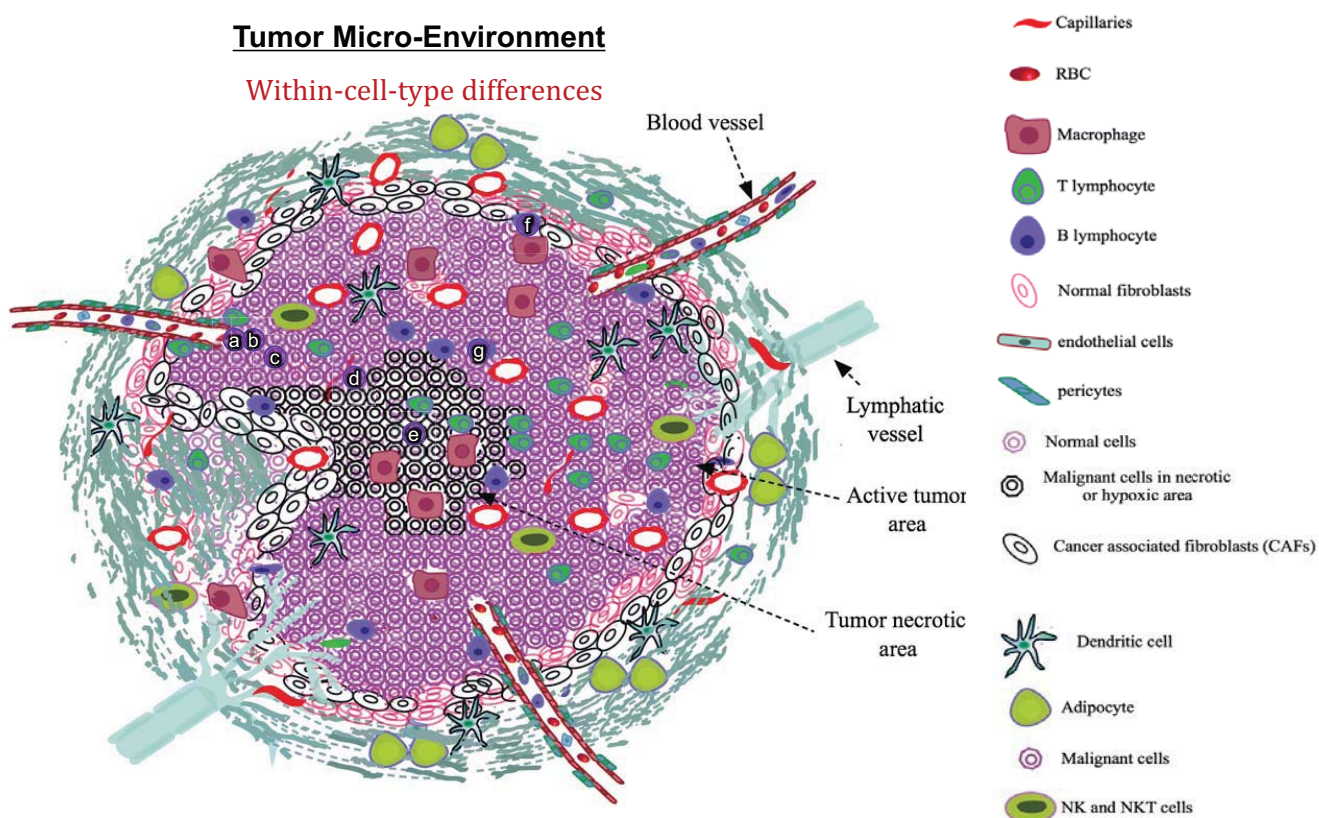 Tumor Micro-Environment
Within-cell-type differences
Blood vessel
f
a
b
c
g
d
e
Lymphatic
vessel
Active tumor
area
Tumor necrotic
area
Capillaries
RBC
Macrophage
T lymphocyte
B lymphocyte
Normal fibroblasts
endothelial cells
pericytes
Normal cells
Malignant cells in necrotic
or hypoxic area
Cancer associated fibroblasts (CAFs)
Dendritic cell
Adipocyte
Malignant cells
NK and NKT cells